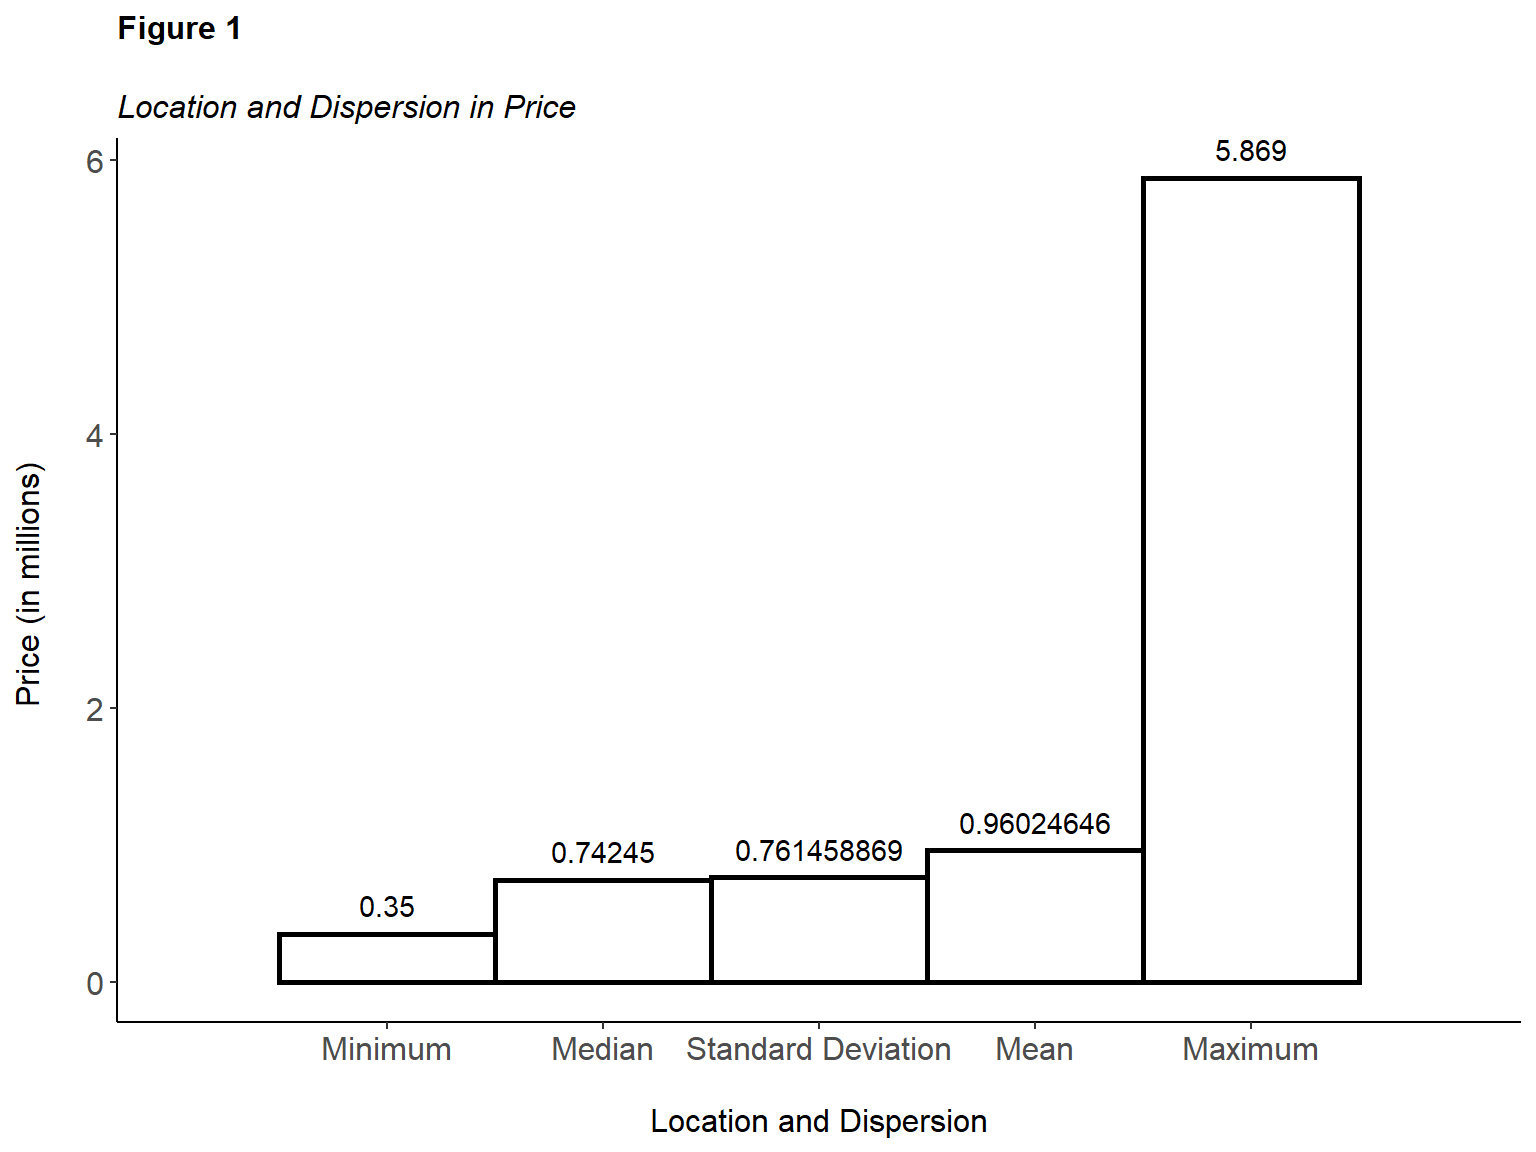 Figure 1
Location and Dispersion in Price
6
5.869
4
Price (in millions)
2
0.96024646
0.761458869
0.74245
0.35
0
Minimum Median Standard Deviation Mean Maximum
Location and Dispersion